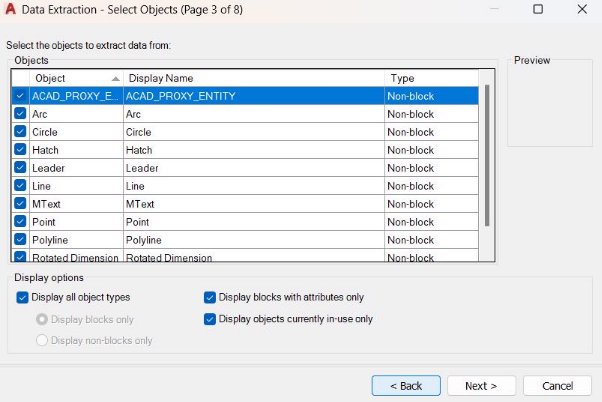 Data Extraction - Select Objects (Page 3 of 8)
Select the objects to extract data from:
Objects
Preview
Object Display Name Type
ACAD_PROXY_E... ACAD_PROXY_ENTITY Non-block
Arc Arc Non-block
Circle Circle Non-block
Hatch Hatch Non-block
Leader Leader Non-block
Line Line Non-block
MText MText Non-block
Point Point Non-block
Polyline Polyline Non-block
Rotated Dimension Rotated Dimension Non-block
Display options
Display all object types Display blocks with attributes only
Display blocks only Display objects currently in-use only
Display non-blocks only
< Back Next > Cancel